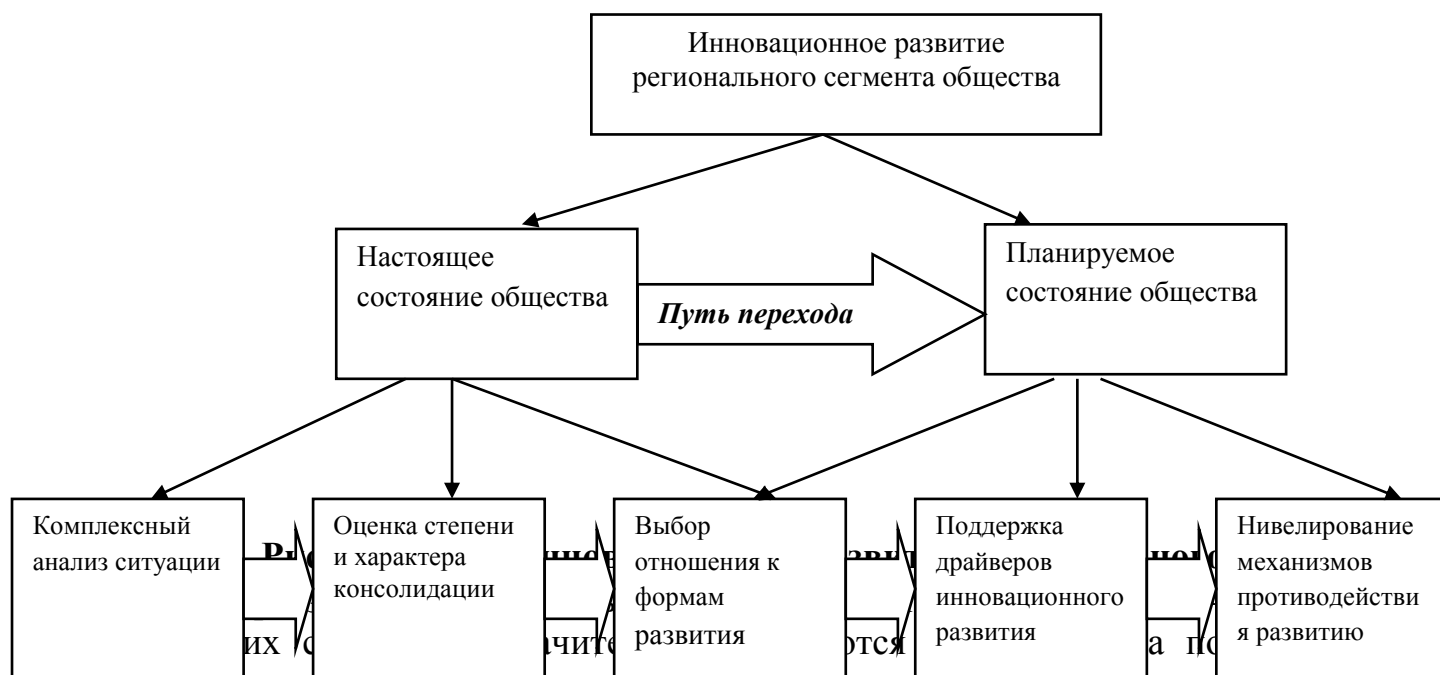 Инновационное развитие
регионального сегмента общества
Настоящее
состояние общества
Путь перехода
Планируемое
состояние общества
Комплексный
анализ ситуации
Оценка степени
и характера
консолидации
Выбор
отношения к
формам
развития
Поддержка
драйверов
инновационного
развития
Нивелирование
механизмов
противодействи
я развитию